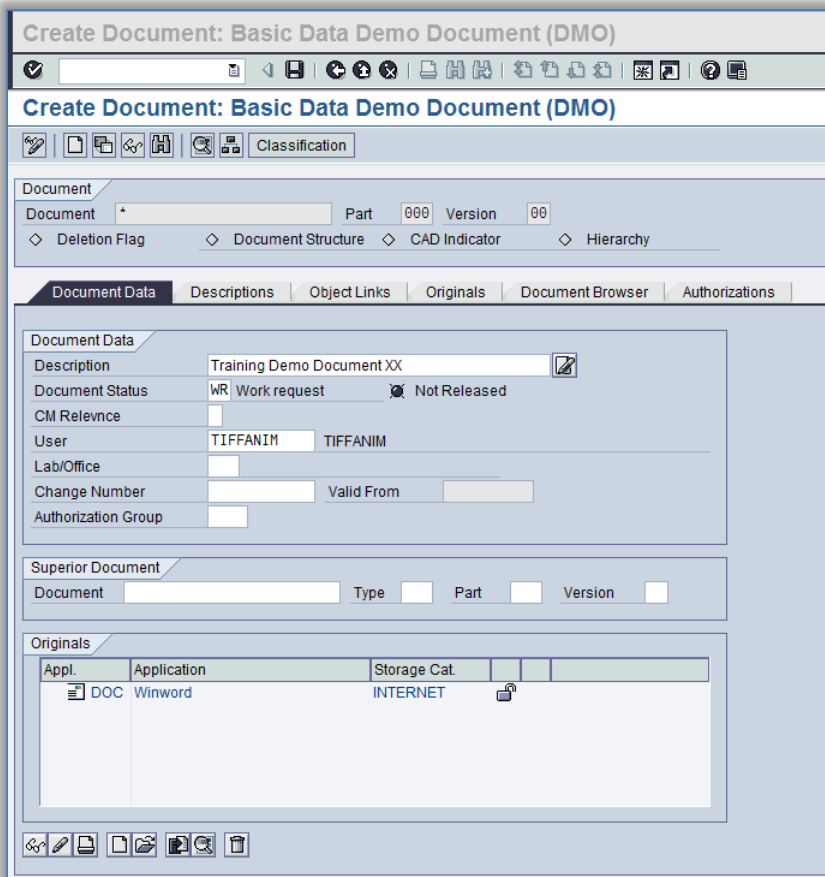 Create Document: Basic Data Demo Document (DMO)
Create Document: Basic Data Demo Document (DMO)
Classification
Document
Document * Part 000 Version 00
Deletion Flag Document Structure CAD Indicator Hierarchy
Document Data Descriptions Object Links Originals Document Browser Authorizations
Document Data
Description Training Demo Document XX
Document Status WR Work request Not Released
CM Relevnce
User TIFFANIM TIFFANIM
Lab/Office
Change Number Valid From
Authorization Group
Superior Document
Document Type Part Version
Originals
Appl. Application Storage Cat.
DOC Winword INTERNET